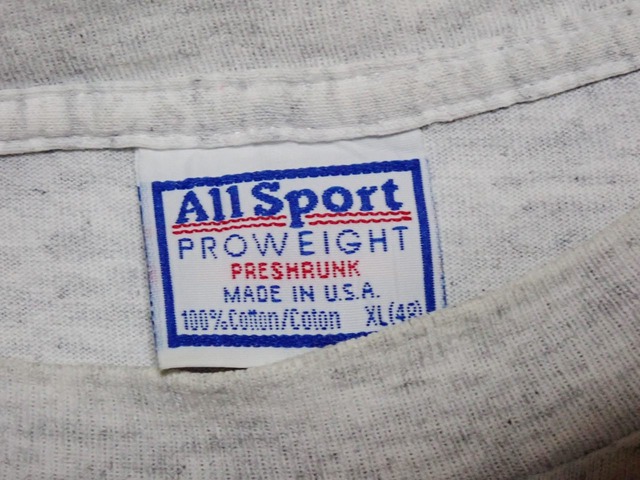 All Sport
PROWEIGHT
PRESHRUNK
MADE IN U.S.A.
100% Cotton/Coton XL(48)